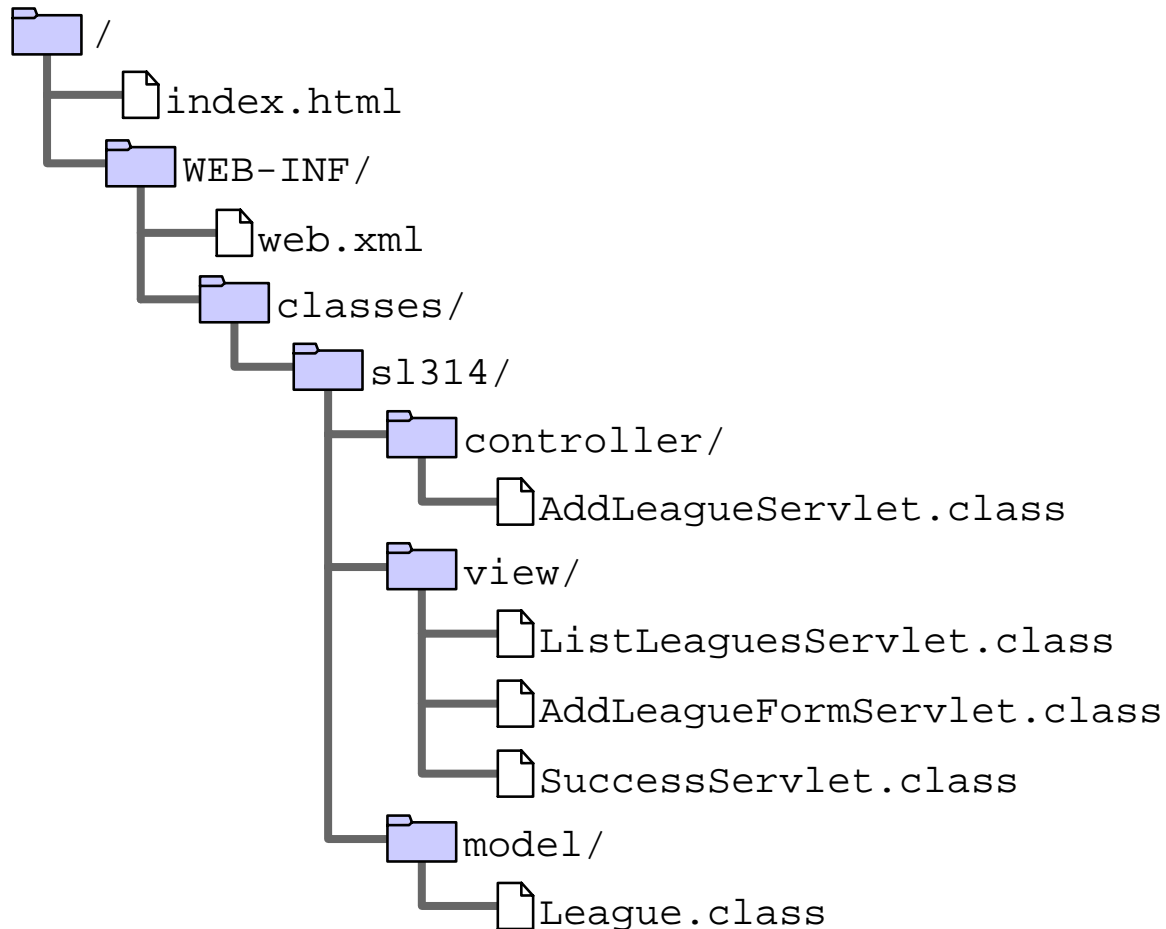 /
index.html
WEB-INF/
web.xml
classes/
sl314/
controller/
AddLeagueServlet.class
view/
ListLeaguesServlet.class
AddLeagueFormServlet.class
SuccessServlet.class
model/
League.class